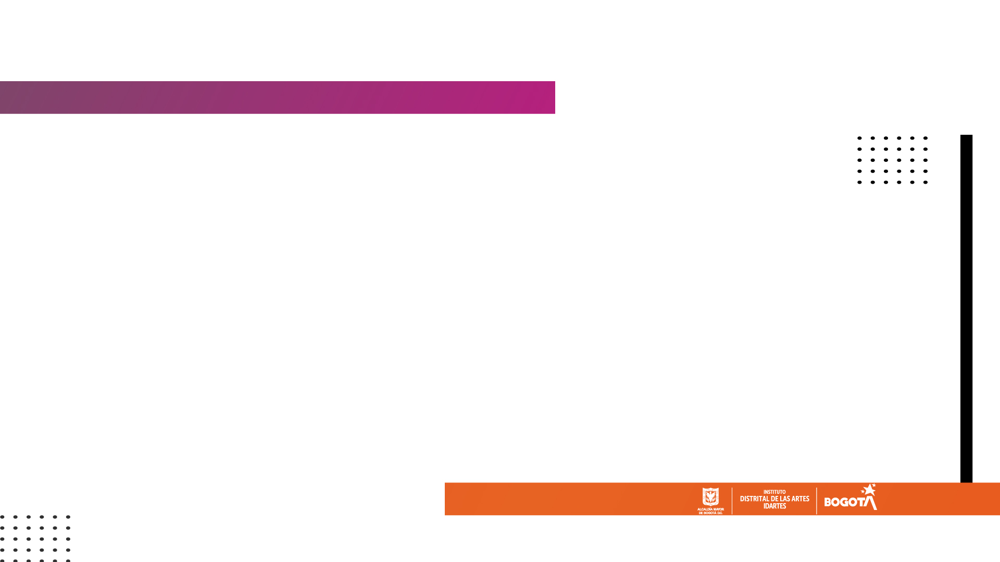 ALCALDÍA MAYOR
DE BOGOTÁ D.C.
INSTITUTO
DISTRITAL DE LAS ARTES
IDARTES
BOGOTÁ